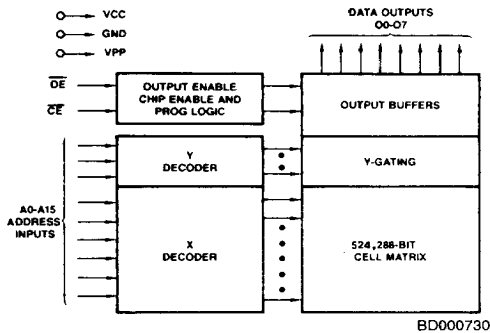 VCC
GND
VPP
DATA OUTPUTS
O0-O7
OE
CE
OUTPUT ENABLE
CHIP ENABLE AND
PROG LOGIC
OUTPUT BUFFERS
Y
DECODER
Y-GATING
A0-A15
ADDRESS
INPUTS
X
DECODER
524,288-BIT
CELL MATRIX
BD000730